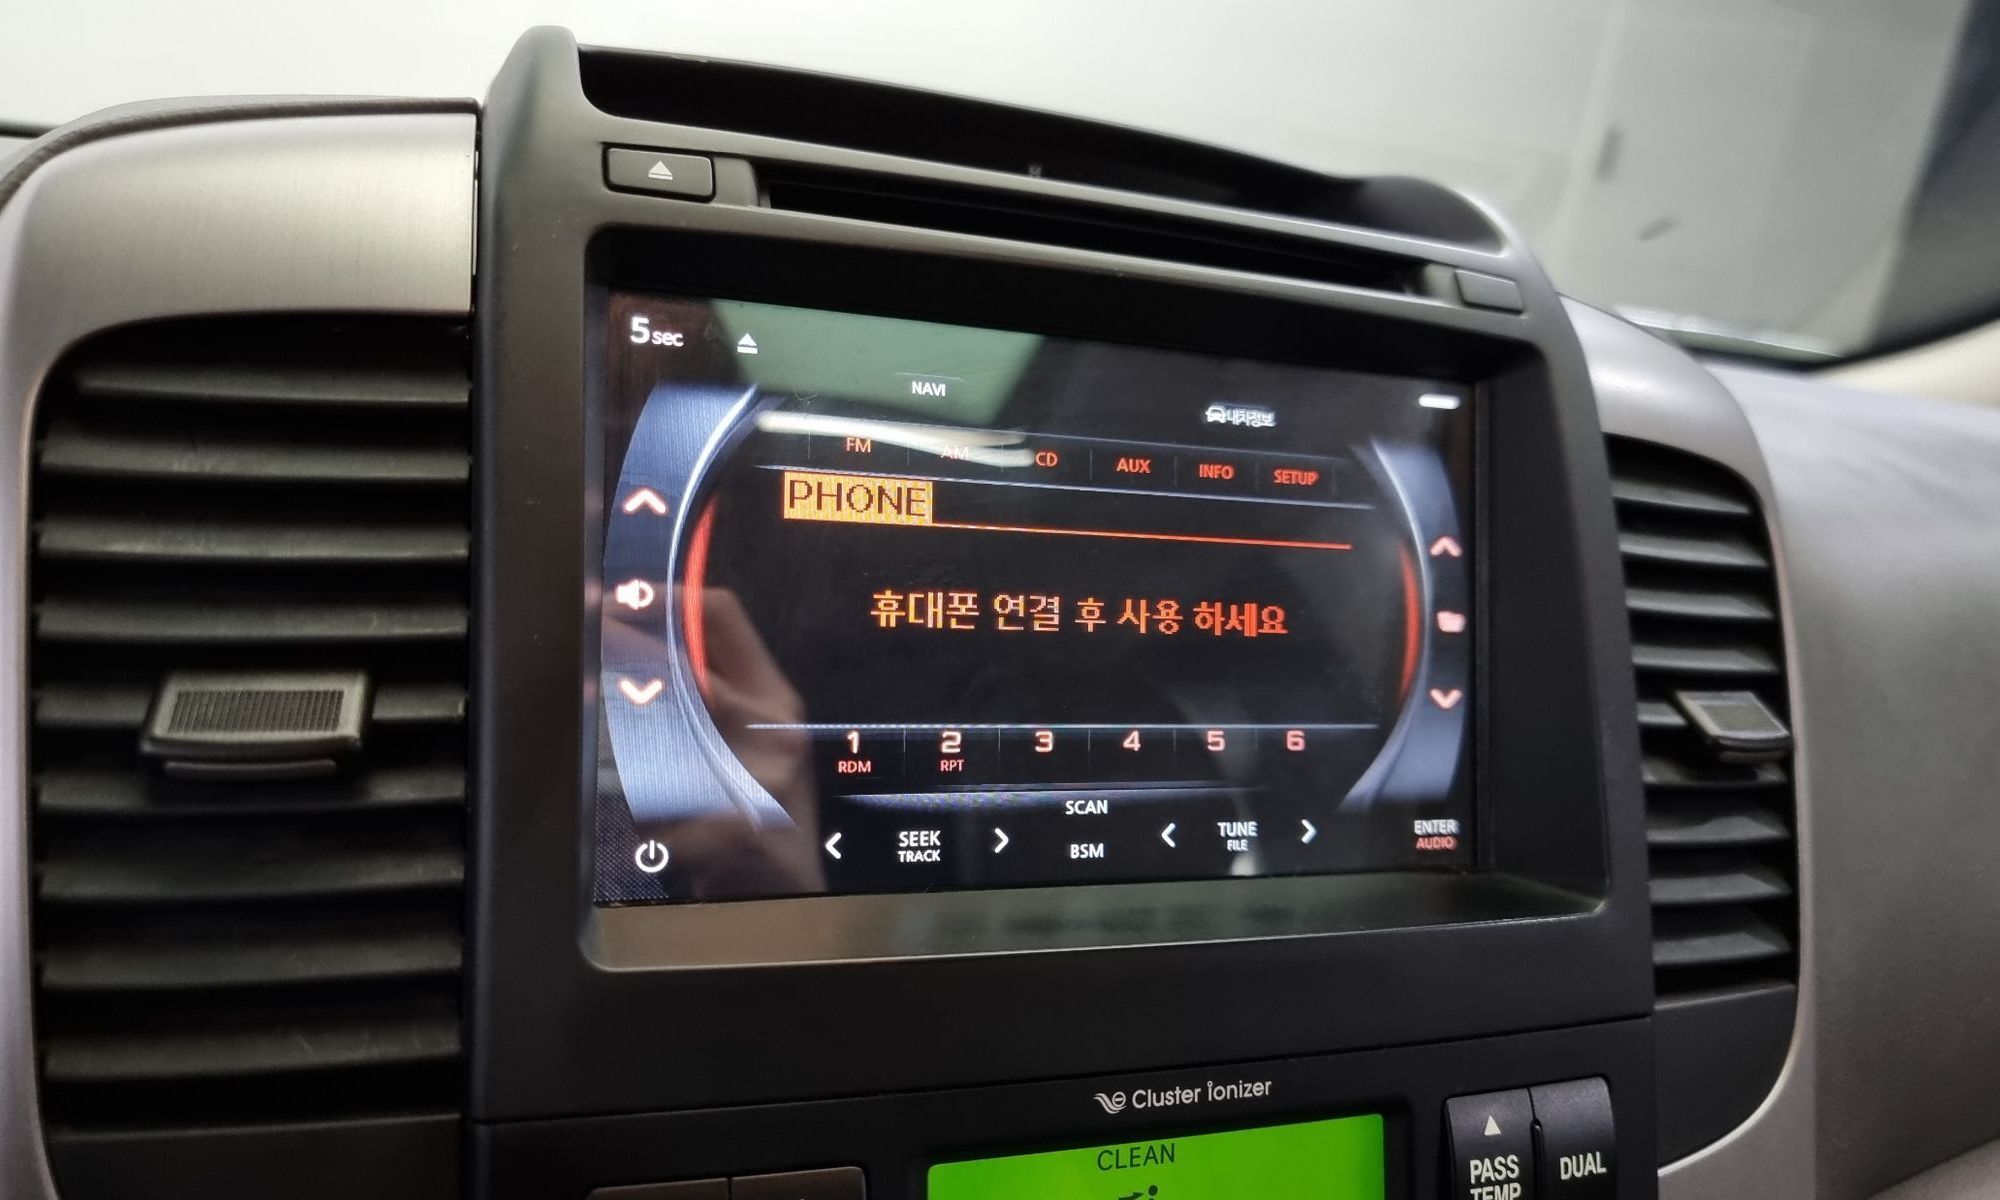 5sec
NAVI
내차정보
FM AM CD AUX INFO SETUP
PHONE
휴대폰 연결 후 사용 하세요
1 2 3 4 5 6
RDM RPT
SCAN
SEEK
TRACK
BSM
TUNE
FILE
ENTER
AUDIO
Cluster ionizer
CLEAN
PASS
TEMP
DUAL